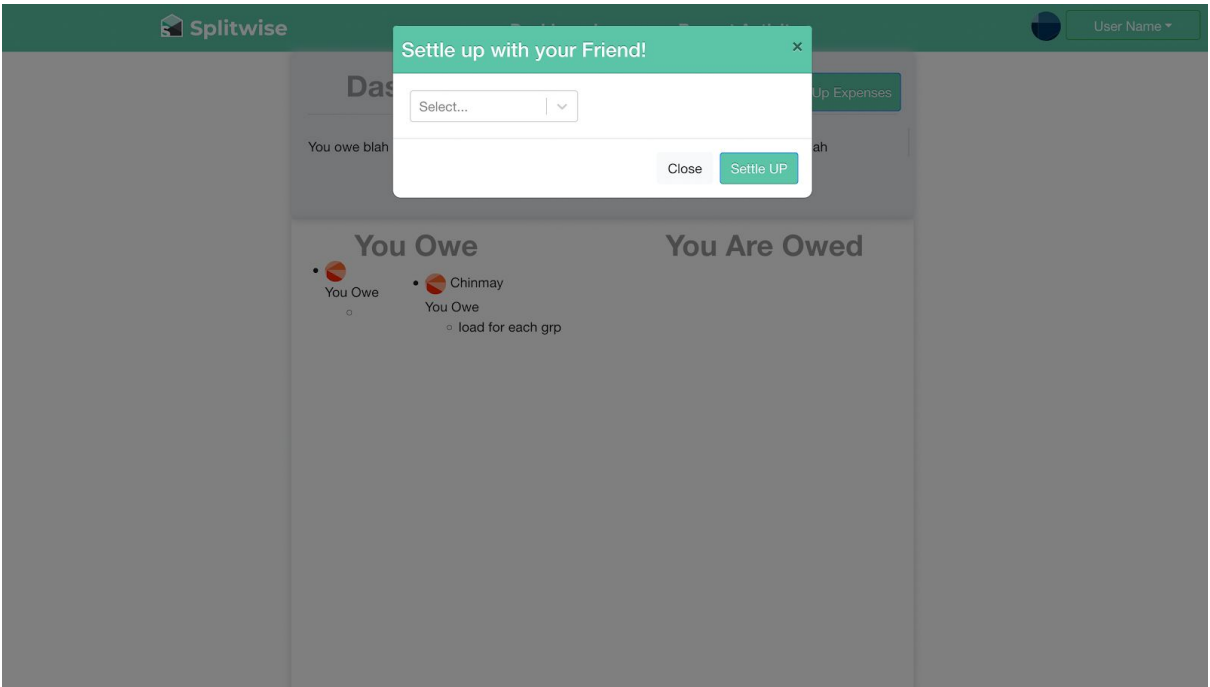 Splitwise
User Name
Settle up with your Friend!
×
Das
Up Expenses
Select...
You owe blah
ah
Close
Settle UP
You Owe
You Are Owed
You Owe
Chinmay
You Owe
load for each grp